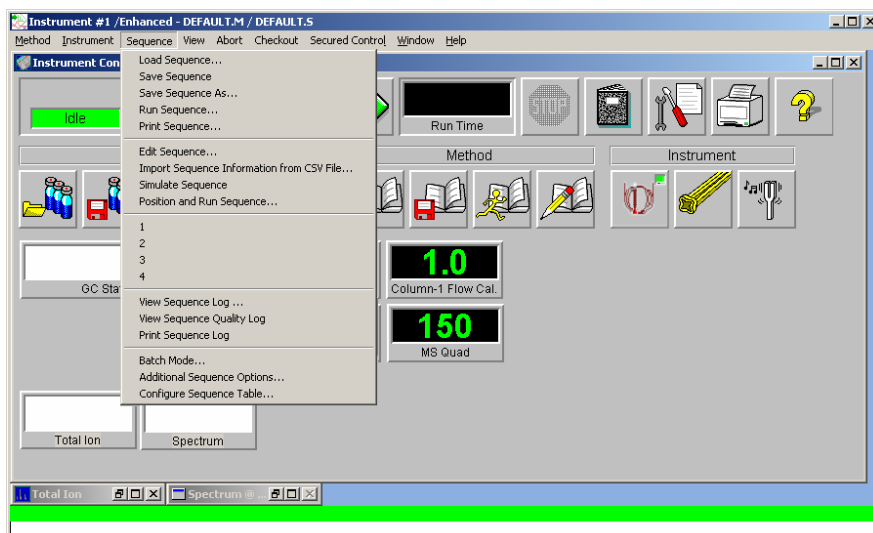 Instrument #1 /Enhanced - DEFAULT.M / DEFAULT.S
Method Instrument Sequence View Abort Checkout Secured Control Window Help
Instrument Con
Load Sequence...
Save Sequence
Save Sequence As...
Run Sequence...
Print Sequence...
Edit Sequence...
Import Sequence Information from CSV File...
Simulate Sequence
Position and Run Sequence...
1
2
3
4
View Sequence Log ...
View Sequence Quality Log
Print Sequence Log
Batch Mode...
Additional Sequence Options...
Configure Sequence Table...
Idle
Run Time
STOP
Method
Instrument
GC Sta
1.0
Column-1 Flow Cal.
150
MS Quad
Total Ion
Spectrum
Total Ion
Spectrum @ ...